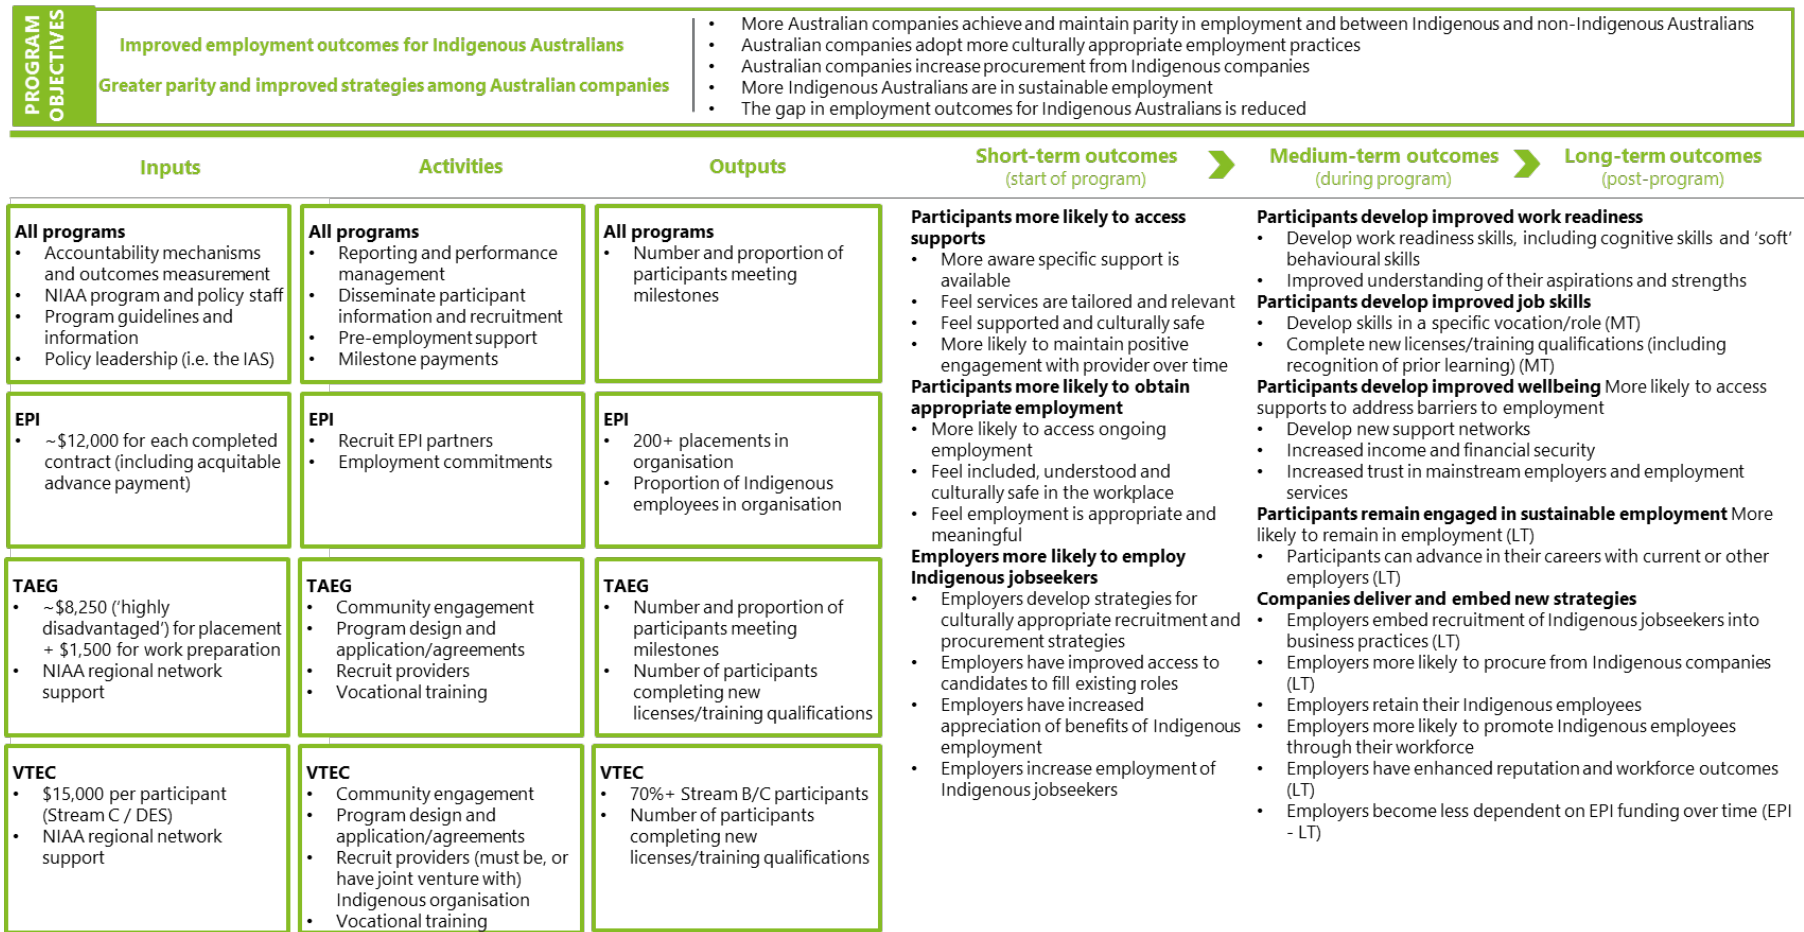 PROGRAM
OBJECTIVES
Improved employment outcomes for Indigenous Australians
Greater parity and improved strategies among Australian companies
• More Australian companies achieve and maintain parity in employment and between Indigenous and non-Indigenous Australians
• Australian companies adopt more culturally appropriate employment practices
• Australian companies increase procurement from Indigenous companies
• More Indigenous Australians are in sustainable employment
• The gap in employment outcomes for Indigenous Australians is reduced
Inputs
Activities
Outputs
Short-term outcomes
(start of program)
Medium-term outcomes
(during program)
Long-term outcomes
(post-program)
All programs
• Accountability mechanisms
and outcomes measurement
• NIAA program and policy staff
• Program guidelines and
information
• Policy leadership (i.e. the IAS)
All programs
• Reporting and performance
management
• Disseminate participant
information and recruitment
• Pre-employment support
• Milestone payments
All programs
• Number and proportion of
participants meeting
milestones
EPI
• ~$12,000 for each completed
contract (including acquitable
advance payment)
EPI
• Recruit EPI partners
• Employment commitments
EPI
• 200+ placements in
organisation
• Proportion of Indigenous
employees in organisation
TAEG
• ~$8,250 (‘highly
disadvantaged’) for placement
+ $1,500 for work preparation
• NIAA regional network
support
TAEG
• Community engagement
• Program design and
application/agreements
• Recruit providers
• Vocational training
TAEG
• Number and proportion of
participants meeting
milestones
• Number of participants
completing new
licenses/training qualifications
VTEC
• $15,000 per participant
(Stream C / DES)
• NIAA regional network
support
VTEC
• Community engagement
• Program design and
application/agreements
• Recruit providers (must be, or
have joint venture with)
Indigenous organisation
• Vocational training
VTEC
• 70%+ Stream B/C participants
• Number of participants
completing new
licenses/training qualifications
Participants more likely to access
supports
• More aware specific support is
available
• Feel services are tailored and relevant
• Feel supported and culturally safe
• More likely to maintain positive
engagement with provider over time
Participants more likely to obtain
appropriate employment
• More likely to access ongoing
employment
• Feel included, understood and
culturally safe in the workplace
• Feel employment is appropriate and
meaningful
Employers more likely to employ
Indigenous jobseekers
• Employers develop strategies for
culturally appropriate recruitment and
procurement strategies
• Employers have improved access to
candidates to fill existing roles
• Employers have increased
appreciation of benefits of Indigenous
employment
• Employers increase employment of
Indigenous jobseekers
Participants develop improved work readiness
• Develop work readiness skills, including cognitive skills and ‘soft’
behavioural skills
• Improved understanding of their aspirations and strengths
Participants develop improved job skills
• Develop skills in a specific vocation/role (MT)
• Complete new licenses/training qualifications (including
recognition of prior learning) (MT)
Participants develop improved wellbeing More likely to access
supports to address barriers to employment
• Develop new support networks
• Increased income and financial security
• Increased trust in mainstream employers and employment
services
Participants remain engaged in sustainable employment More
likely to remain in employment (LT)
• Participants can advance in their careers with current or other
employers (LT)
Companies deliver and embed new strategies
• Employers embed recruitment of Indigenous jobseekers into
business practices (LT)
• Employers more likely to procure from Indigenous companies
(LT)
• Employers retain their Indigenous employees
• Employers more likely to promote Indigenous employees
through their workforce
• Employers have enhanced reputation and workforce outcomes
(LT)
• Employers become less dependent on EPI funding over time (EPI
- LT)